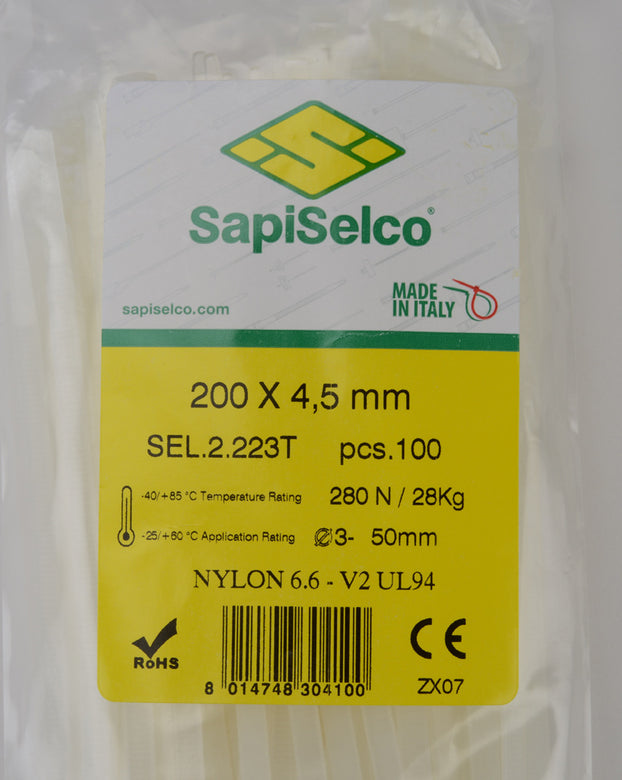 SapiSelco®
sapiselco.com
MADE
IN ITALY
200 X 4,5 mm
SEL.2.223T pcs.100
-40/+85 °C Temperature Rating 280 N / 28Kg
-25/+60 °C Application Rating ⌀3- 50mm
NYLON 6.6 - V2 UL94
RoHS
CE
8 014748 304100
ZX07